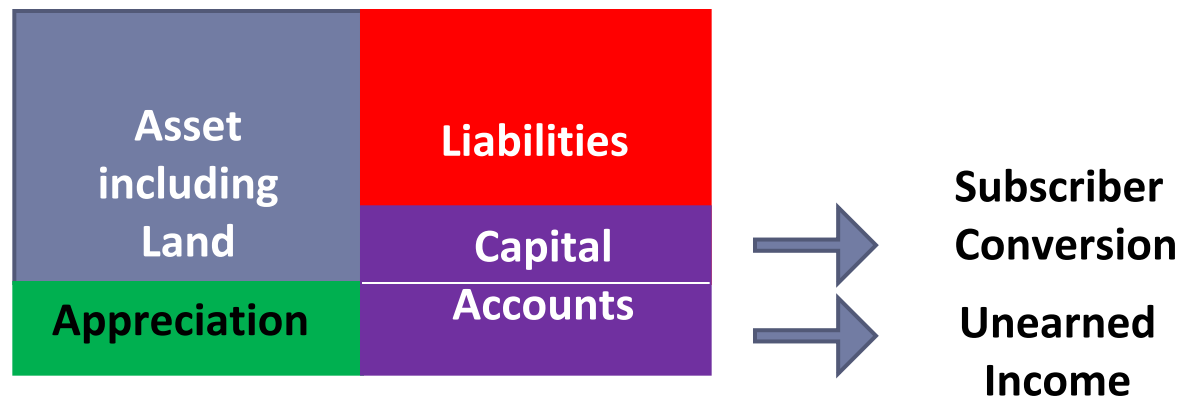 Asset
including
Land
Appreciation
Liabilities
Capital
Accounts
Subscriber
Conversion
Unearned
Income